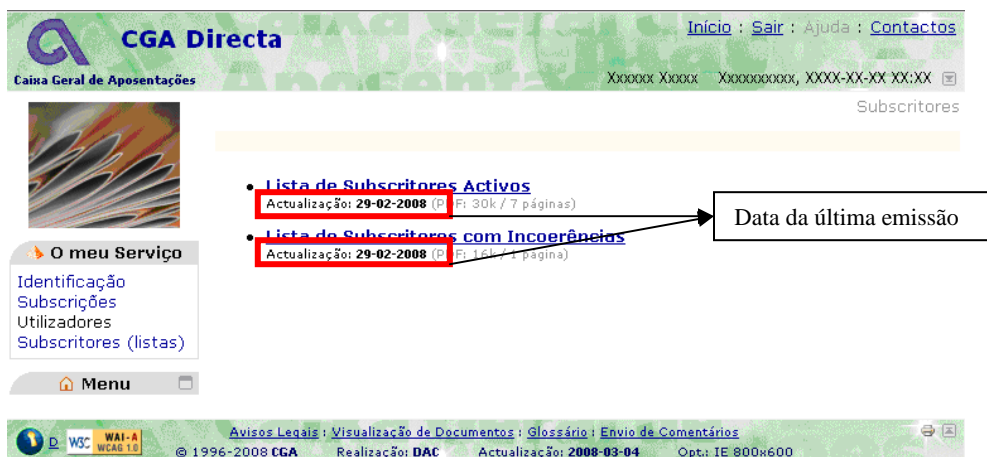 CGA Directa
Início : Sair : Ajuda : Contactos
Caixa Geral de Aposentações
Xxxxxx Xxxxx Xxxxxxxxxx, XXXX-XX-XX XX:XX
Subscritores
Lista de Subscritores Activos
Actualização: 29-02-2008 (PDF: 30k / 7 páginas)
Data da última emissão
Lista de Subscritores com Incoerências
Actualização: 29-02-2008 (PDF: 16k / 1 página)
O meu Serviço
Identificação
Subscrições
Utilizadores
Subscritores (listas)
Menu
D W3C WAI-A WCAG 1.0
Avisos Legais : Visualização de Documentos : Glossário : Envio de Comentários
© 1996-2008 CGA Realização: DAC Actualização: 2008-03-04 Opt.: IE 800x600